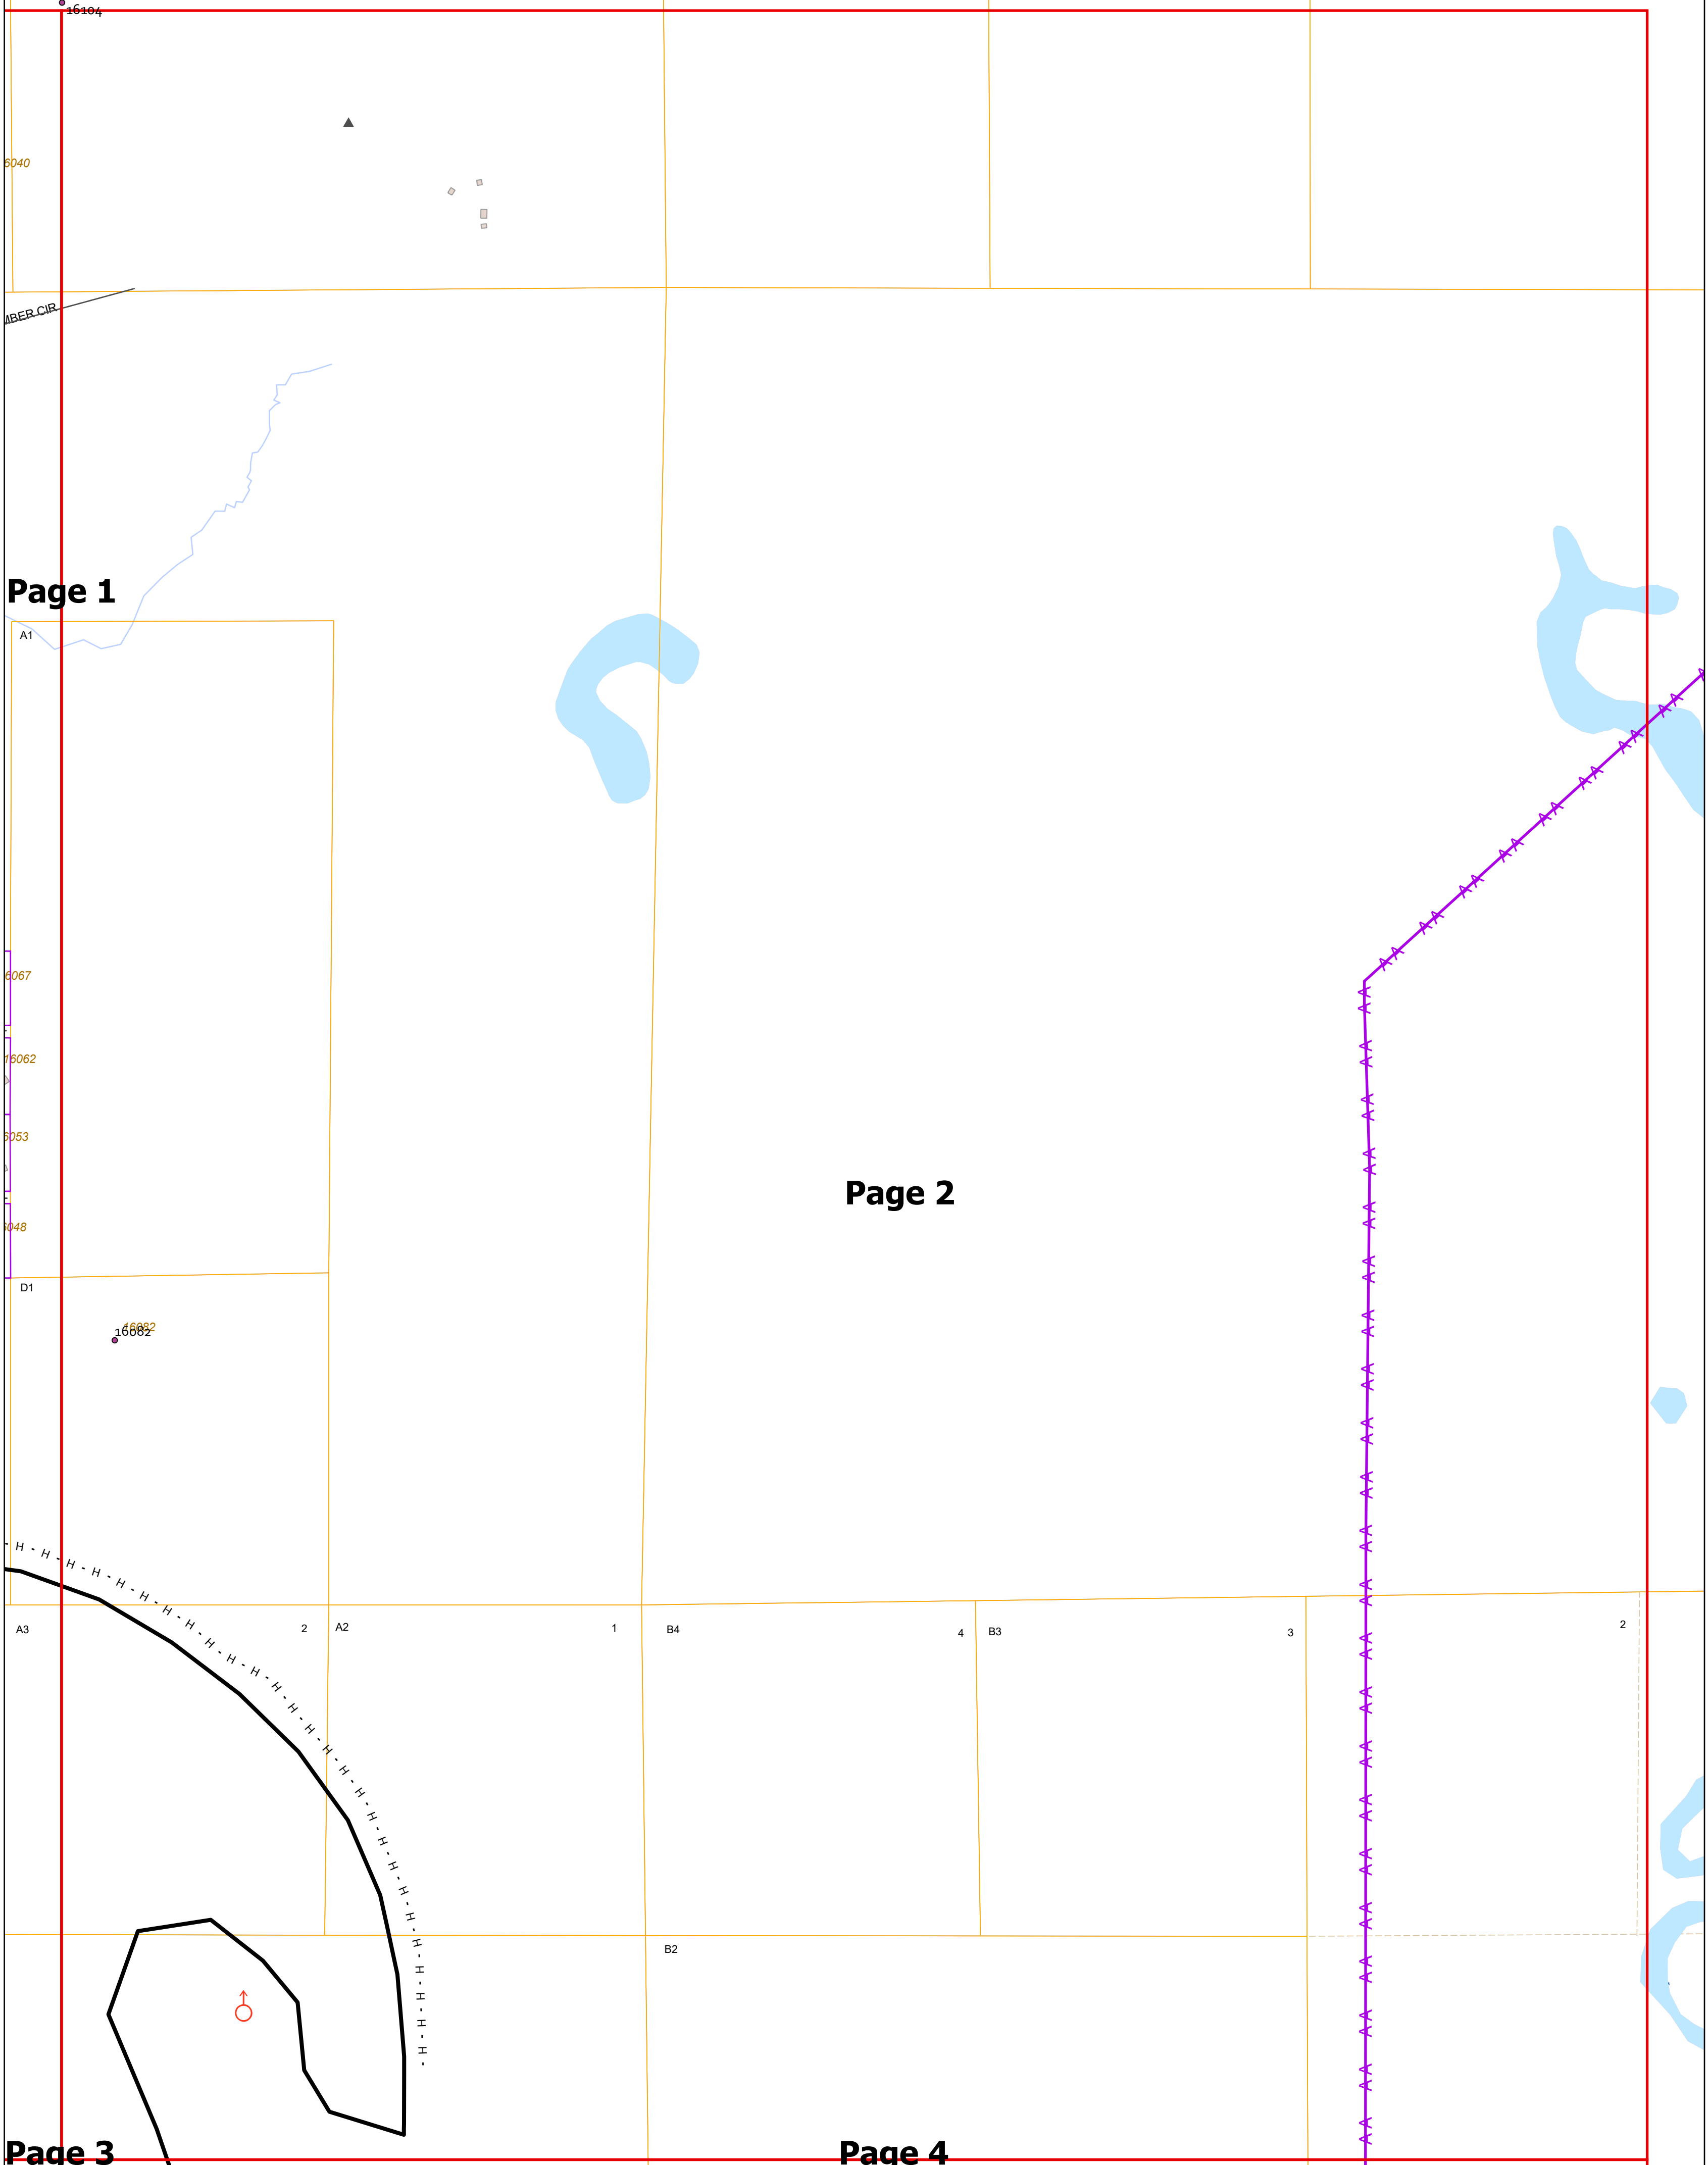 16104
6040
MBER CIR
Page 1
A1
6067
16062
6053
6048
Page 2
D1
16082
16082
- H - H - H - H - H - H - H - H - H - H - H - H - H - H - H - H - H - H - H - H - H - H - H - H - H - H - H - H -
A3
2
A2
1
B4
4
B3
3
2
B2
Page 3
Page 4